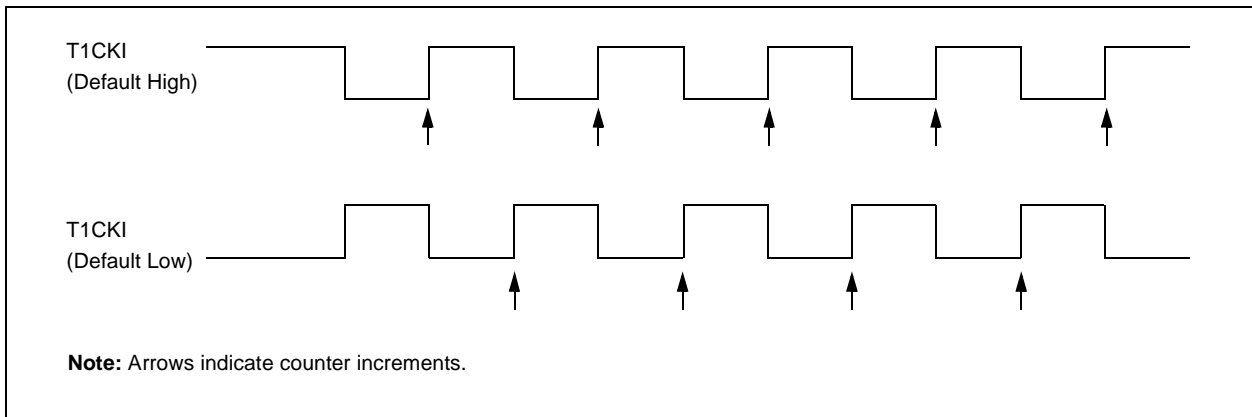 T1CKI
(Default High)
T1CKI
(Default Low)
Note: Arrows indicate counter increments.